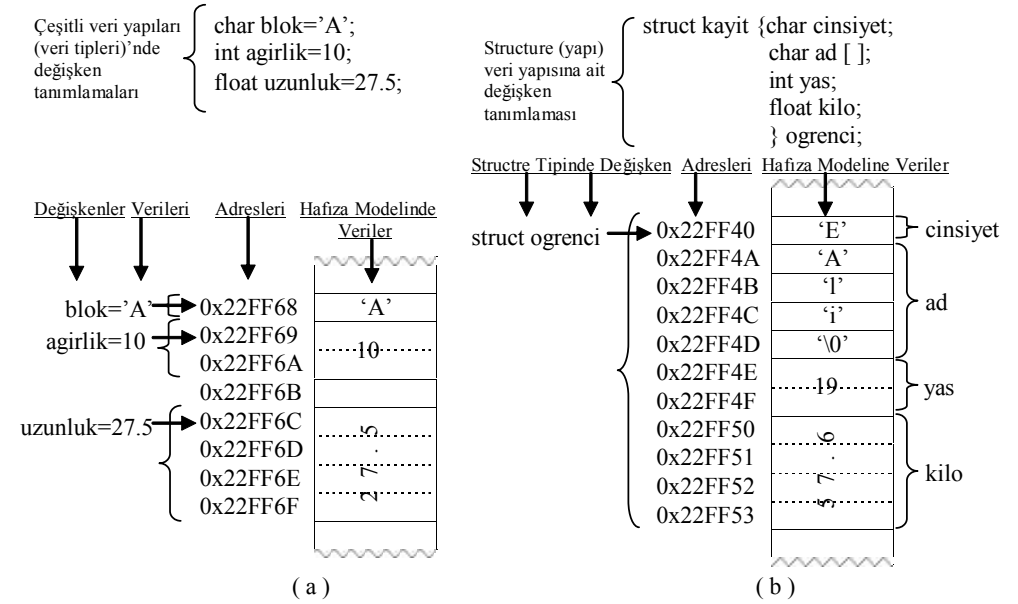 Çeşitli veri yapıları
(veri tipleri)’nde
değişken
tanımlamaları
char blok=’A’;
int agirlik=10;
float uzunluk=27.5;
Değişkenler Verileri Adresleri Hafıza Modelinde
Veriler
blok=’A’ 0x22FF68 ‘A’
agirlik=10 0x22FF69
10
0x22FF6A
0x22FF6B
uzunluk=27.5 0x22FF6C
0x22FF6D
0x22FF6E
0x22FF6F
27.5
( a )
Structure (yapı)
veri yapısına ait
değişken
tanımlaması
struct kayit {char cinsiyet;
char ad [ ];
int yas;
float kilo;
} ogrenci;
Structre Tipinde Değişken Adresleri Hafıza Modeline Veriler
struct ogrenci 0x22FF40 ‘E’ cinsiyet
0x22FF4A ‘A’
0x22FF4B ‘l’
ad
0x22FF4C ‘i’
0x22FF4D ‘\0’
0x22FF4E
19 yas
0x22FF4F
0x22FF50
0x22FF51
kilo
0x22FF52
0x22FF53
57.6
( b )